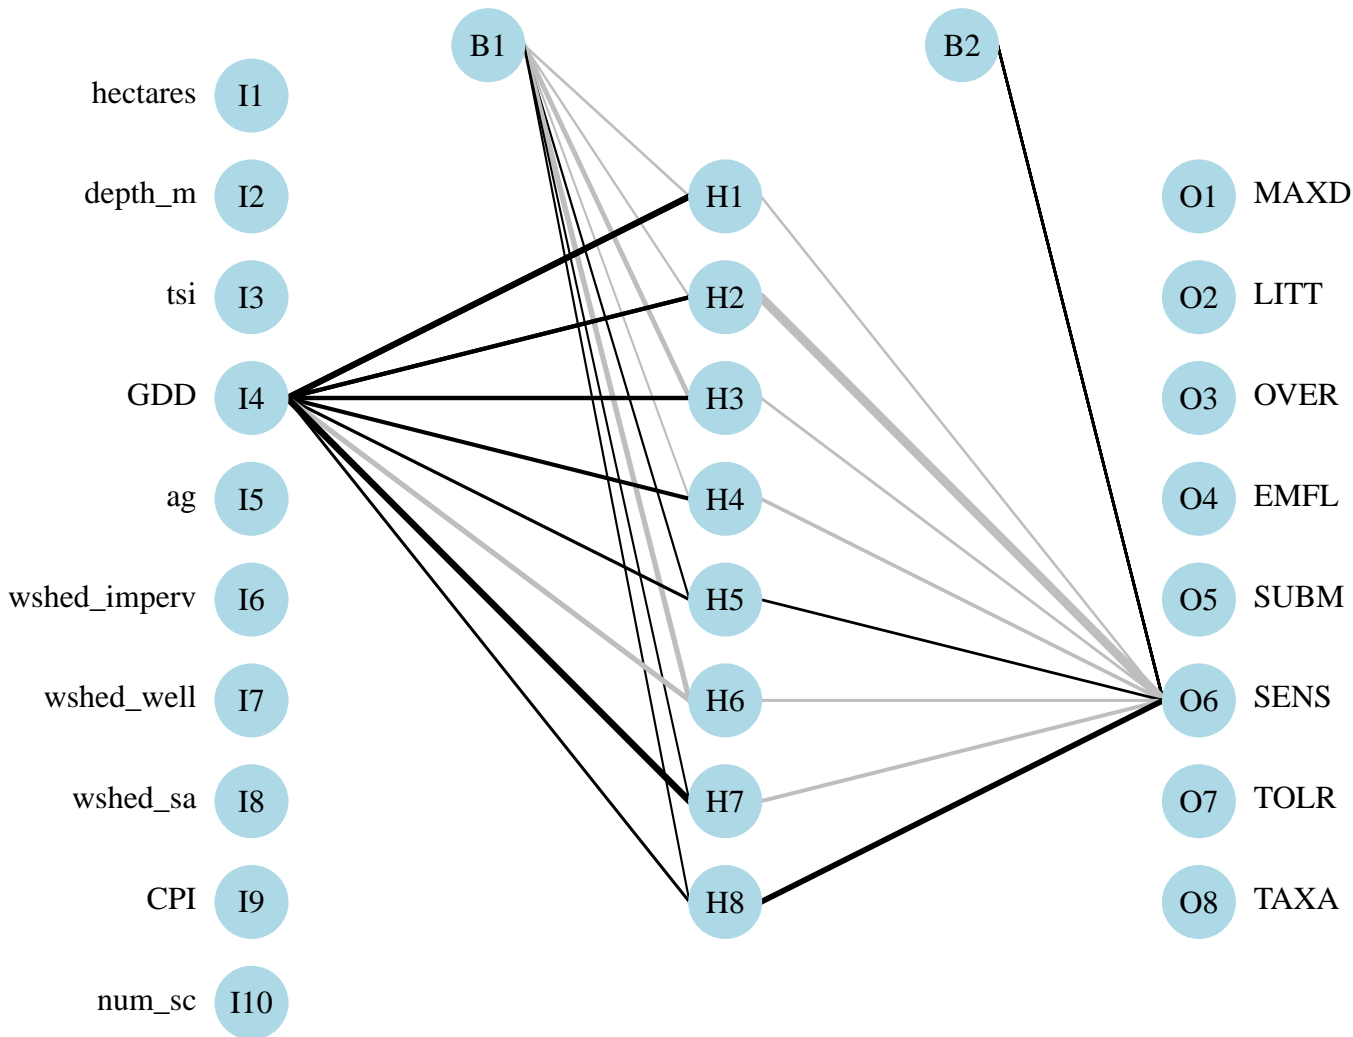 B1 B2
hectares I1
depth_m I2 H1 O1 MAXD
tsi I3 H2 O2 LITT
GDD I4 H3 O3 OVER
ag I5 H4 O4 EMFL
wshed_imperv I6 H5 O5 SUBM
wshed_well I7 H6 O6 SENS
wshed_sa I8 H7 O7 TOLR
CPI I9 H8 O8 TAXA
num_sc I10